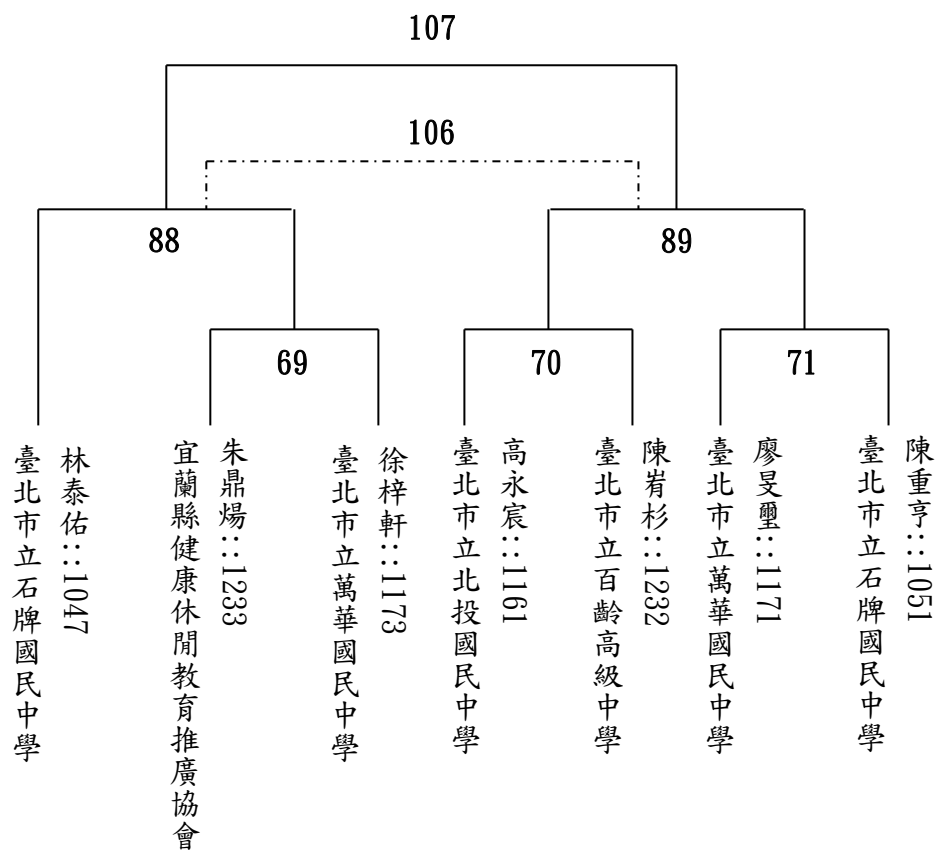 107
106
88
89
69
70
71
林泰佑::1047
臺北市立石牌國民中學
朱鼎煬::1233
宜蘭縣健康休閒教育推廣協會
徐梓軒::1173
臺北市立萬華國民中學
高永宸::1161
臺北市立北投國民中學
陳宥杉::1232
臺北市立百齡高級中學
廖旻璽::1171
臺北市立萬華國民中學
陳重亨::1051
臺北市立石牌國民中學